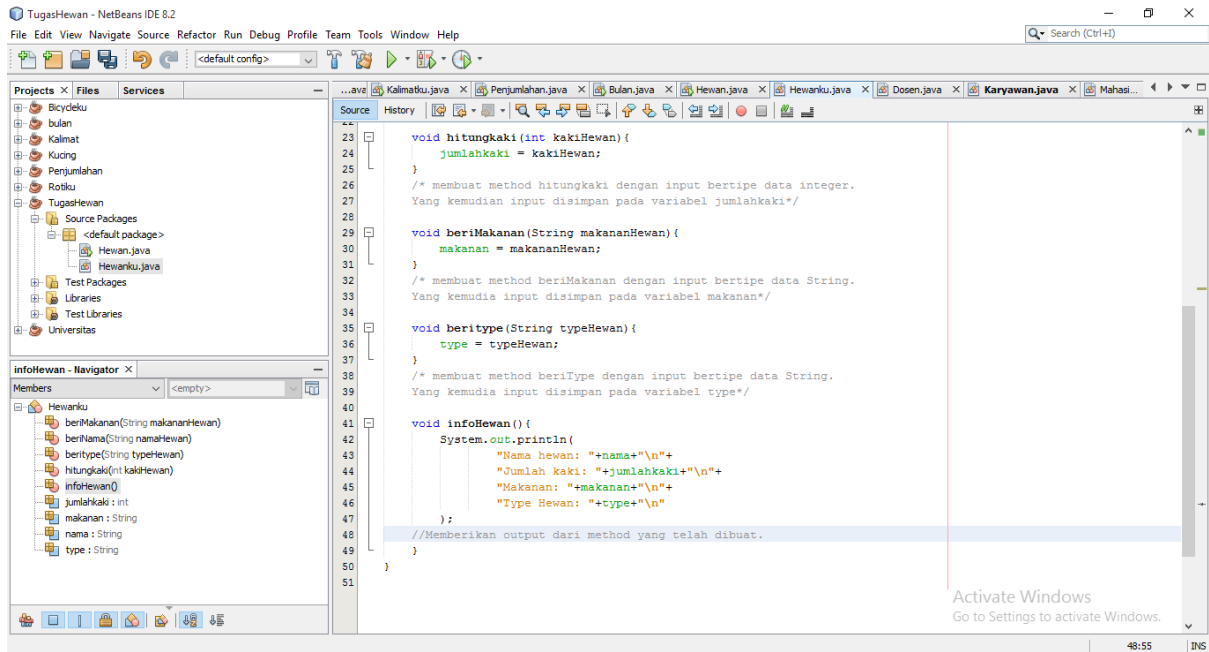 TugasHewan - NetBeans IDE 8.2
File Edit View Navigate Source Refactor Run Debug Profile Team Tools Window Help
Search (Ctrl+I)
<default config>
Projects Files Services
Bicycleku
bulan
Kalimat
Kucing
Penjumlahan
Rotiku
TugasHewan
Source Packages
<default package>
Hewan.java
Hewanku.java
Test Packages
Libraries
Test Libraries
Universitas
infoHewan - Navigator
Members <empty>
Hewanku
beriMakanan(String makananHewan)
beriNama(String namaHewan)
beritype(String typeHewan)
hitungkaki(int kakiHewan)
infoHewan()
jumlahkaki : int
makanan : String
nama : String
type : String
...ava Kalimatku.java Penjumlahan.java Bulan.java Hewan.java Hewanku.java Dosen.java Karyawan.java Mahasi...
Source History
22
23 void hitungkaki(int kakiHewan){
24 jumlahkaki = kakiHewan;
25 }
26 /* membuat method hitungkaki dengan input bertipe data integer.
27 Yang kemudian input disimpan pada variabel jumlahkaki*/
28
29 void beriMakanan(String makananHewan){
30 makanan = makananHewan;
31 }
32 /* membuat method beriMakanan dengan input bertipe data String.
33 Yang kemudia input disimpan pada variabel makanan*/
34
35 void beritype(String typeHewan){
36 type = typeHewan;
37 }
38 /* membuat method beriType dengan input bertipe data String.
39 Yang kemudia input disimpan pada variabel type*/
40
41 void infoHewan(){
42 System.out.println(
43 "Nama hewan: "+nama+"\n"+
44 "Jumlah kaki: "+jumlahkaki+"\n"+
45 "Makanan: "+makanan+"\n"+
46 "Type Hewan: "+type+"\n"
47 );
48 //Memberikan output dari method yang telah dibuat.
49 }
50 }
51
Activate Windows
Go to Settings to activate Windows.
48:55 INS